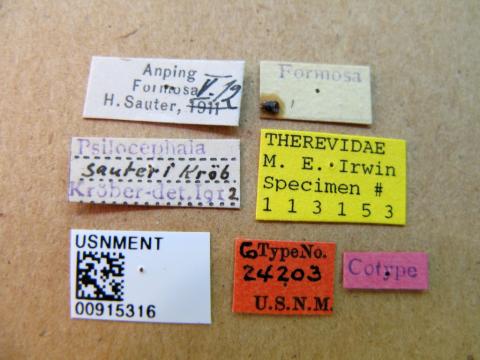 Anping
Formosa V.12
H. Sauter, 1911
Formosa
Psilocephala
sauteri Kröb.
Kröber-det.1912
THEREVIDAE
M. E. Irwin
Specimen #
1 1 3 1 5 3
USNMENT
00915316
CoTypeNo.
24203
U.S.N.M.
Cotype